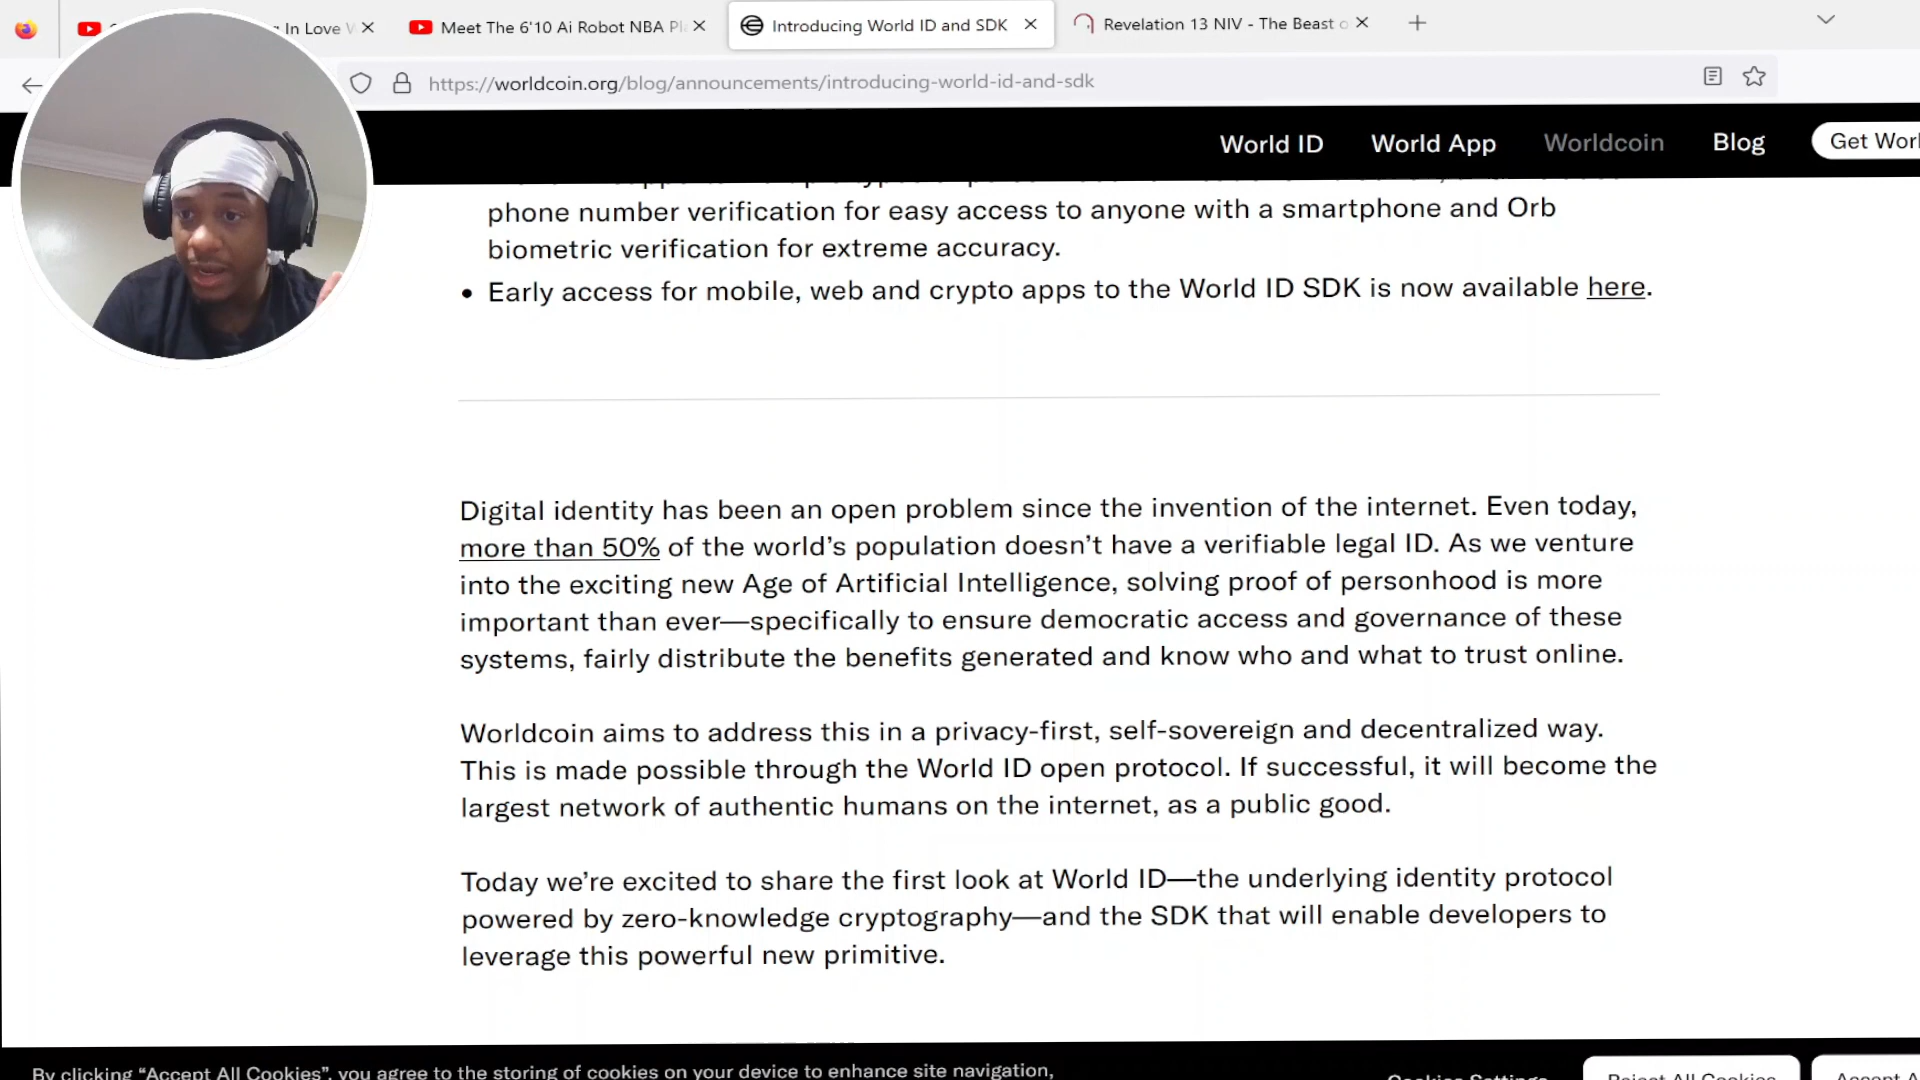 In Love
Meet The 6'10 Ai Robot NBA Pl
Introducing World ID and SDK
Revelation 13 NIV - The Beast o
https://worldcoin.org/blog/announcements/introducing-world-id-and-sdk
World ID
World App
Worldcoin
Blog
Get Worl
phone number verification for easy access to anyone with a smartphone and Orb
biometric verification for extreme accuracy.
• Early access for mobile, web and crypto apps to the World ID SDK is now available here.
Digital identity has been an open problem since the invention of the internet. Even today,
more than 50% of the world’s population doesn’t have a verifiable legal ID. As we venture
into the exciting new Age of Artificial Intelligence, solving proof of personhood is more
important than ever—specifically to ensure democratic access and governance of these
systems, fairly distribute the benefits generated and know who and what to trust online.
Worldcoin aims to address this in a privacy-first, self-sovereign and decentralized way.
This is made possible through the World ID open protocol. If successful, it will become the
largest network of authentic humans on the internet, as a public good.
Today we’re excited to share the first look at World ID—the underlying identity protocol
powered by zero-knowledge cryptography—and the SDK that will enable developers to
leverage this powerful new primitive.
By clicking “Accept All Cookies”, you agree to the storing of cookies on your device to enhance site navigation,
Cookies Settings
Reject All Cookies
Accept A